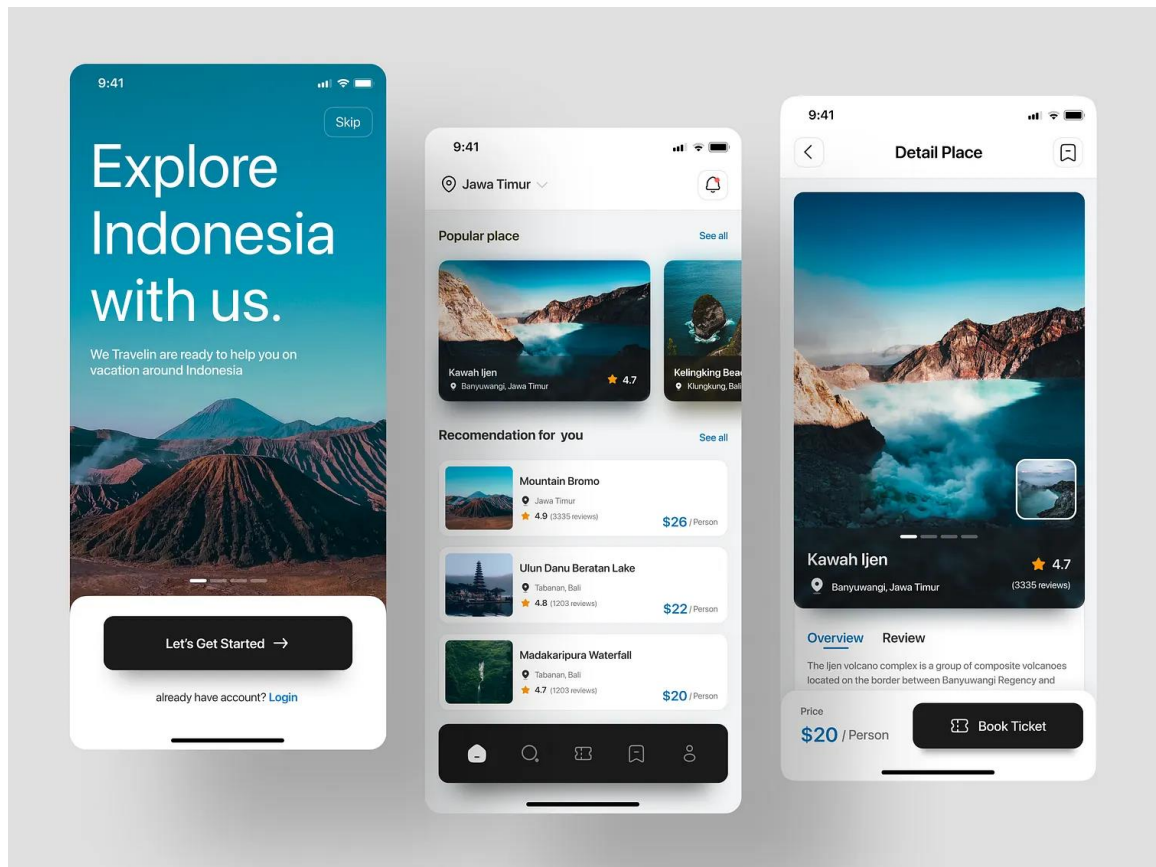 9:41
Skip
Explore
Indonesia
with us.
We Travelin are ready to help you on
vacation around Indonesia
Let's Get Started →
already have account? Login
9:41
Jawa Timur
Popular place See all
Kawah Ijen
Banyuwangi, Jawa Timur
4.7
Kelingking Bea
Klungkung, Bali
Recomendation for you See all
Mountain Bromo
Jawa Timur
4.9 (3335 reviews)
$26 / Person
Ulun Danu Beratan Lake
Tabanan, Bali
4.8 (1203 reviews)
$22 / Person
Madakaripura Waterfall
Tabanan, Bali
4.7 (1203 reviews)
$20 / Person
9:41
Detail Place
Kawah Ijen
4.7
Banyuwangi, Jawa Timur
(3335 reviews)
Overview Review
The Ijen volcano complex is a group of composite volcanoes
located on the border between Banyuwangi Regency and
Price
$20 / Person
Book Ticket